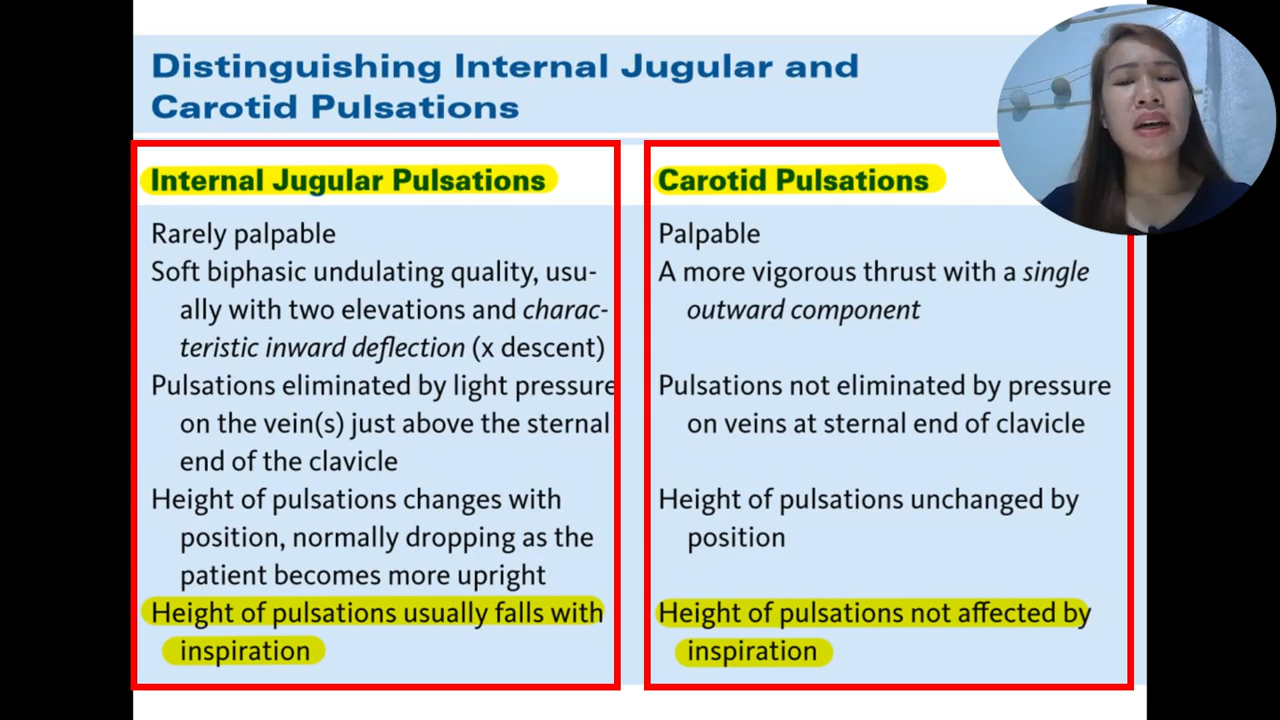 Distinguishing Internal Jugular and
Carotid Pulsations
Internal Jugular Pulsations
Rarely palpable
Soft biphasic undulating quality, usu-
ally with two elevations and charac-
teristic inward deflection (x descent)
Pulsations eliminated by light pressure
on the vein(s) just above the sternal
end of the clavicle
Height of pulsations changes with
position, normally dropping as the
patient becomes more upright
Height of pulsations usually falls with
inspiration
Carotid Pulsations
Palpable
A more vigorous thrust with a single
outward component
Pulsations not eliminated by pressure
on veins at sternal end of clavicle
Height of pulsations unchanged by
position
Height of pulsations not affected by
inspiration